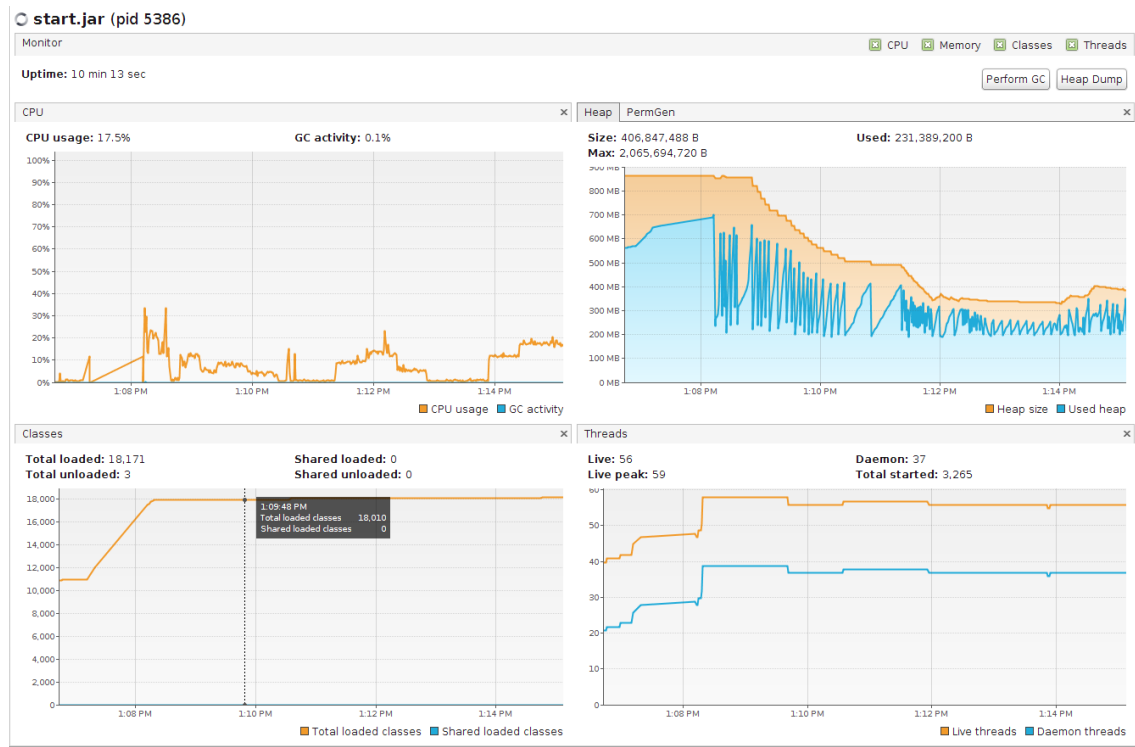 start.jar (pid 5386)
Monitor
CPU Memory Classes Threads
Uptime: 10 min 13 sec
Perform GC Heap Dump
CPU
CPU usage: 17.5% GC activity: 0.1%
100%
90%
80%
70%
60%
50%
40%
30%
20%
10%
0%
1:08 PM 1:10 PM 1:12 PM 1:14 PM
CPU usage GC activity
Heap PermGen
Size: 406,847,488 B Used: 231,389,200 B
Max: 2,065,694,720 B
900 MB
800 MB
700 MB
600 MB
500 MB
400 MB
300 MB
200 MB
100 MB
0 MB
1:08 PM 1:10 PM 1:12 PM 1:14 PM
Heap size Used heap
Classes
Total loaded: 18,171 Shared loaded: 0
Total unloaded: 3 Shared unloaded: 0
18,000
16,000
14,000
12,000
10,000
8,000
6,000
4,000
2,000
0
1:09:48 PM
Total loaded classes 18,010
Shared loaded classes 0
1:08 PM 1:10 PM 1:12 PM 1:14 PM
Total loaded classes Shared loaded classes
Threads
Live: 56 Daemon: 37
Live peak: 59 Total started: 3,265
60
50
40
30
20
10
0
1:08 PM 1:10 PM 1:12 PM 1:14 PM
Live threads Daemon threads